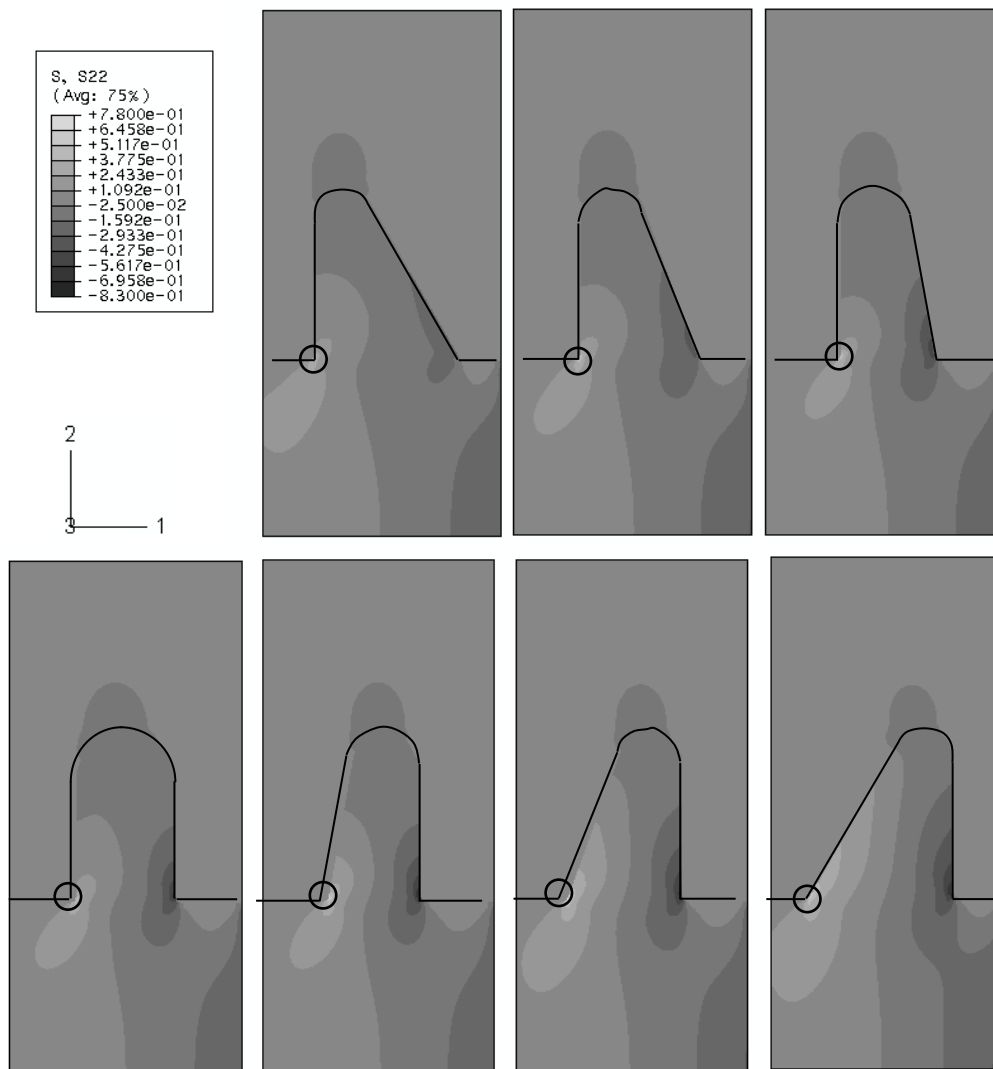 S, S22
(Avg: 75%)
+7.800e-01
+6.458e-01
+5.117e-01
+3.775e-01
+2.433e-01
+1.092e-01
-2.500e-02
-1.592e-01
-2.933e-01
-4.275e-01
-5.617e-01
-6.958e-01
-8.300e-01
2
3 1